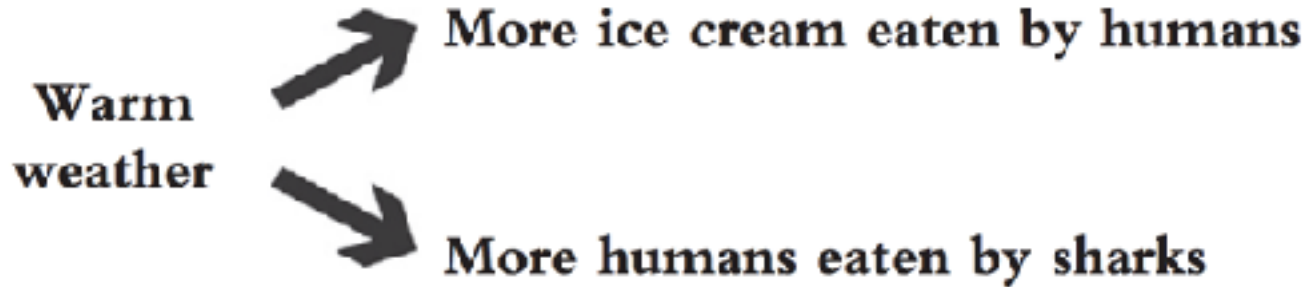 More ice cream eaten by humans
Warm
weather
More humans eaten by sharks